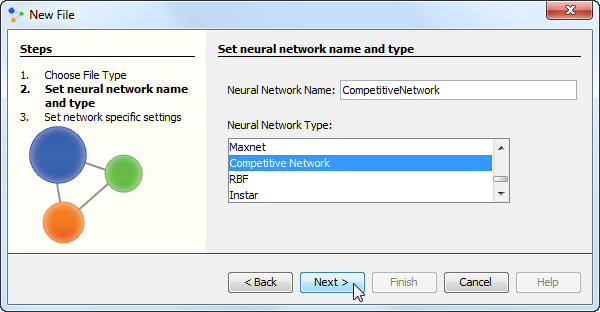 New File
Steps
1. Choose File Type
2. Set neural network name
and type
3. Set network specific settings
Set neural network name and type
Neural Network Name: CompetitiveNetwork
Neural Network Type:
Maxnet
Competitive Network
RBF
Instar
< Back Next > Finish Cancel Help